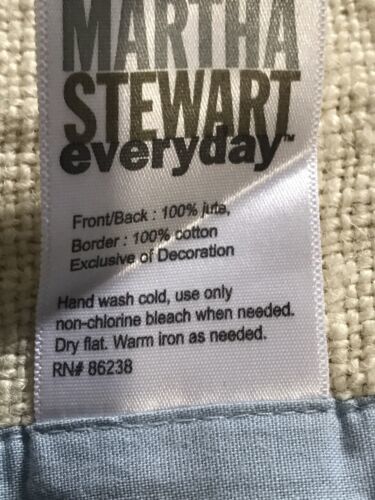 MARTHA
STEWART
everyday™
Front/Back : 100% juta,
Border : 100% cotton
Exclusive of Decoration
Hand wash cold, use only
non-chlorine bleach when needed.
Dry flat. Warm iron as needed.
RN# 86238